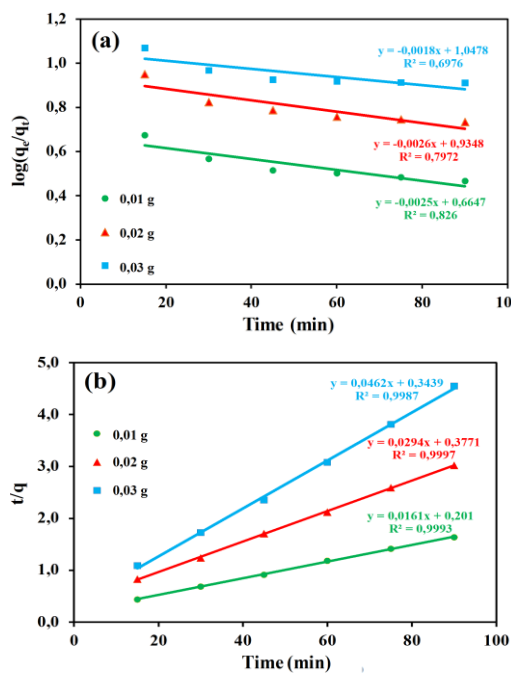 (a)
y = -0,0018x + 1,0478
R² = 0,6976
y = -0,0026x + 0,9348
R² = 0,7972
y = -0,0025x + 0,6647
R² = 0,826
0,01 g
0,02 g
0,03 g
1,2
1,0
0,8
0,6
0,4
0,2
0,0
log(qe/qt)
0
20
40
60
80
10
Time (min)
(b)
y = 0,0462x + 0,3439
R² = 0,9987
y = 0,0294x + 0,3771
R² = 0,9997
y = 0,0161x + 0,201
R² = 0,9993
0,01 g
0,02 g
0,03 g
5,0
4,0
3,0
2,0
1,0
0,0
t/q
0
20
40
60
80
100
Time (min)